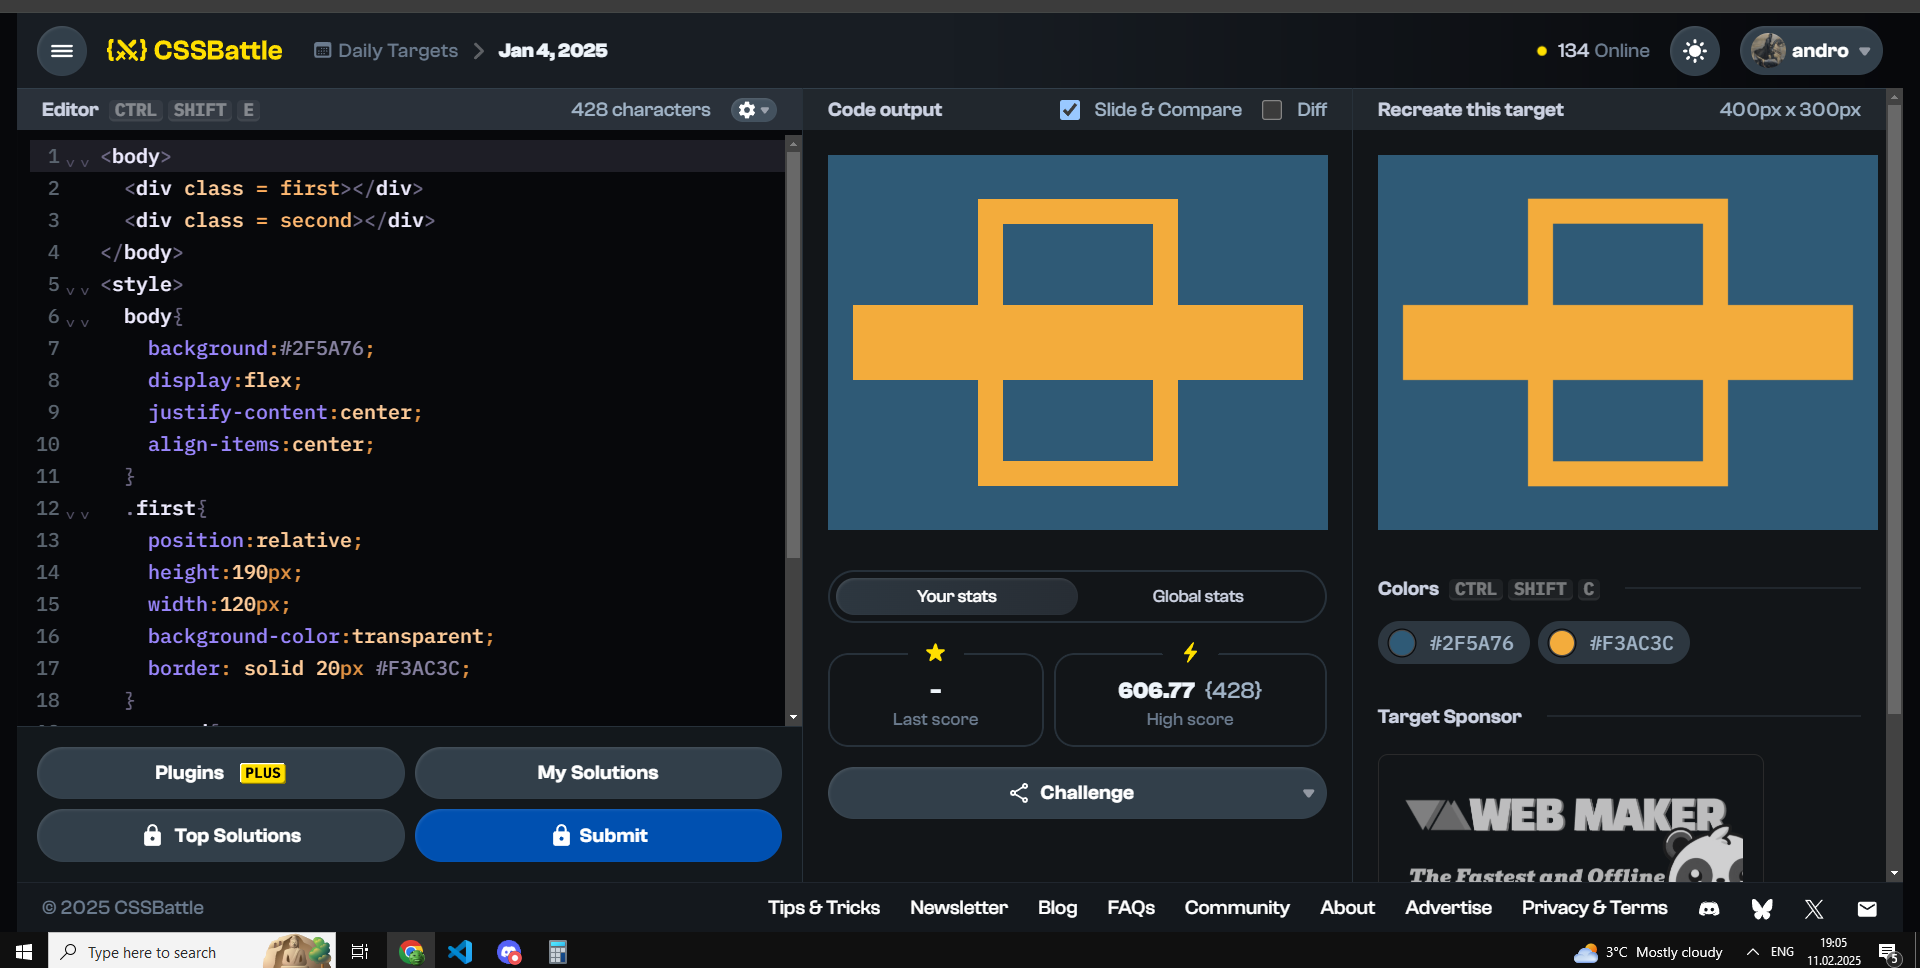 CSSBattle
Daily Targets
Jan 4, 2025
134 Online
andro
Editor CTRL SHIFT E
428 characters
1 <body>
2 <div class = first></div>
3 <div class = second></div>
4 </body>
5 <style>
6 body{
7 background:#2F5A76;
8 display:flex;
9 justify-content:center;
10 align-items:center;
11 }
12 .first{
13 position:relative;
14 height:190px;
15 width:120px;
16 background-color:transparent;
17 border: solid 20px #F3AC3C;
18 }
Plugins PLUS
My Solutions
Top Solutions
Submit
Code output
Slide & Compare
Diff
Your stats
Global stats
-
Last score
606.77 {428}
High score
Challenge
Recreate this target
400px x 300px
Colors CTRL SHIFT C
#2F5A76
#F3AC3C
Target Sponsor
WEB MAKER
The Fastest and Offline
© 2025 CSSBattle
Tips & Tricks
Newsletter
Blog
FAQs
Community
About
Advertise
Privacy & Terms
Type here to search
3°C Mostly cloudy
ENG
19:05
11.02.2025
5